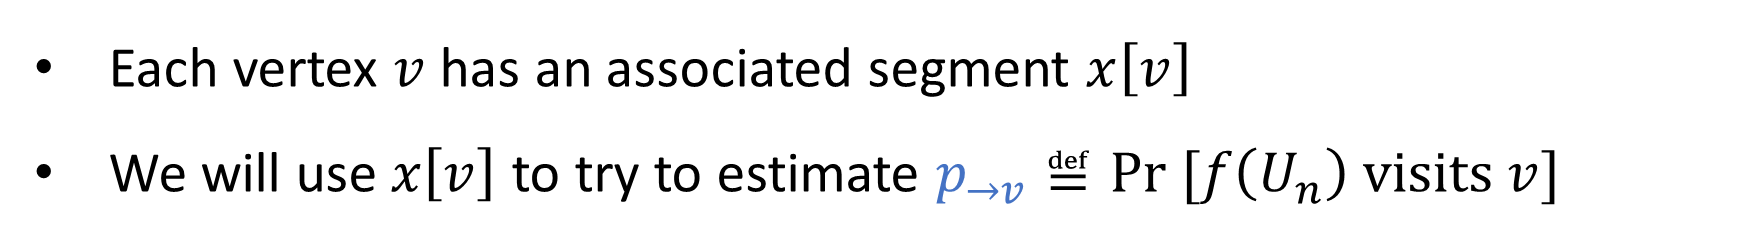 • Each vertex 𝑣 has an associated segment 𝑥[𝑣]
• We will use 𝑥[𝑣] to try to estimate 𝑝→𝑣 ≝ Pr [𝑓(𝑈𝑛) visits 𝑣]